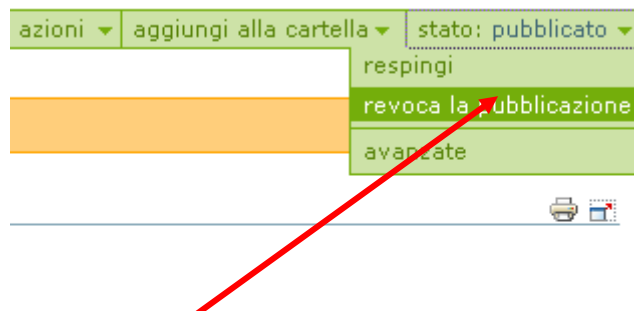 azioni aggiungi alla cartella stato: pubblicato
respingi
revoca la pubblicazione
avanzate